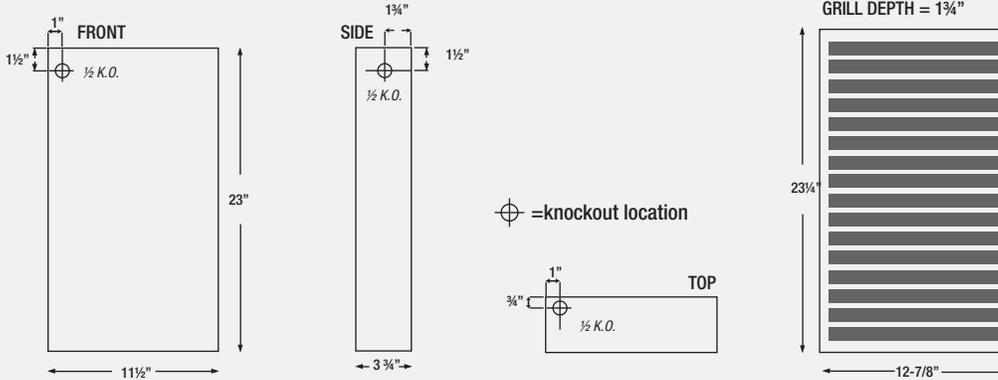 GRILL DEPTH = 1¾”
1¾”
1”
FRONT
SIDE
1½”
1½”
½ K.O.
½ K.O.
23”
23¼”
=knockout location
1”
TOP
¾”
½ K.O.
11½”
3 ¾”
12-7/8”